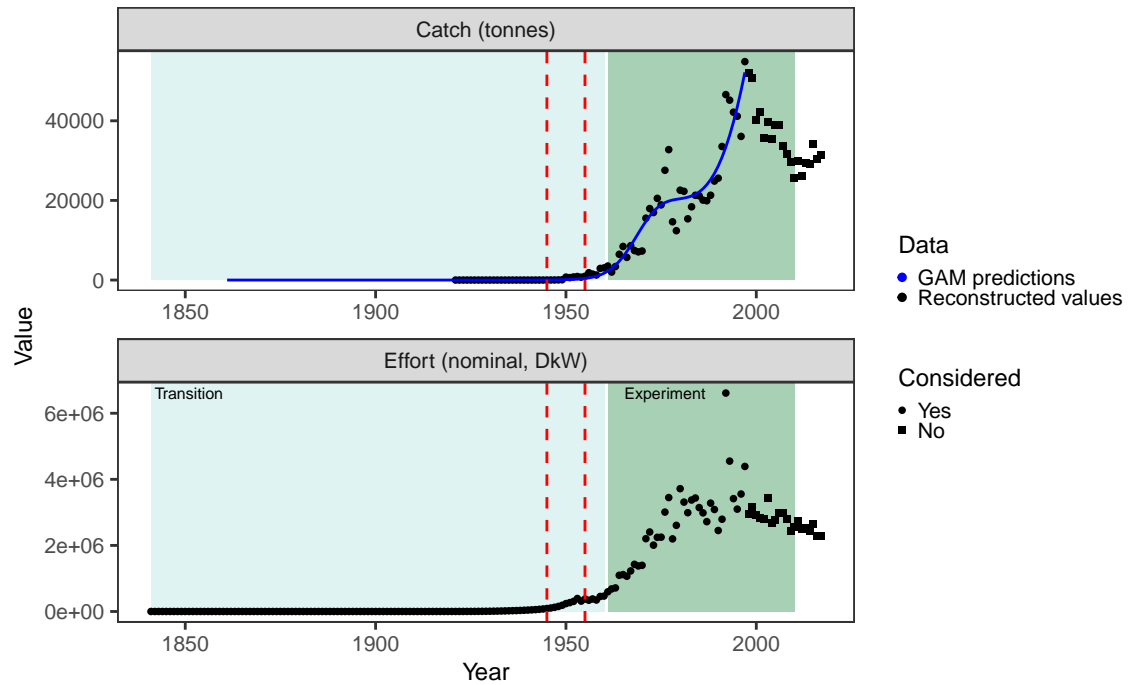 Catch (tonnes)
40000
20000
0
1850 1900 1950 2000
Effort (nominal, DkW)
Transition Experiment
6e+06
4e+06
2e+06
0e+00
1850 1900 1950 2000
Year
Value
Data
GAM predictions
Reconstructed values
Considered
Yes
No